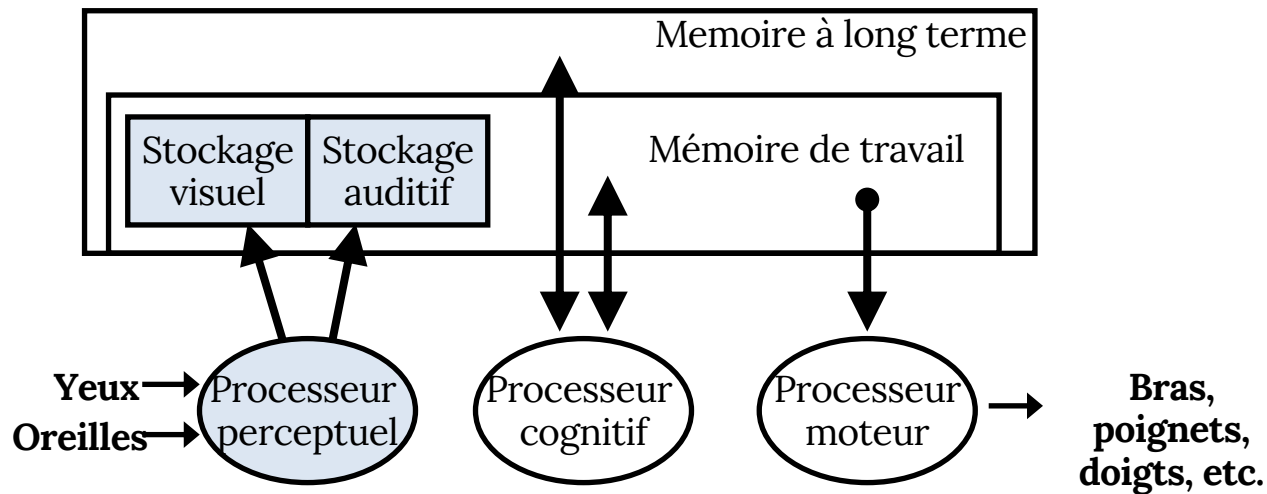 Memoire à long terme
Mémoire de travail
Stockage
visuel
Stockage
auditif
Yeux
Oreilles
Processeur
perceptuel
Processeur
cognitif
Processeur
moteur
Bras,
poignets,
doigts, etc.